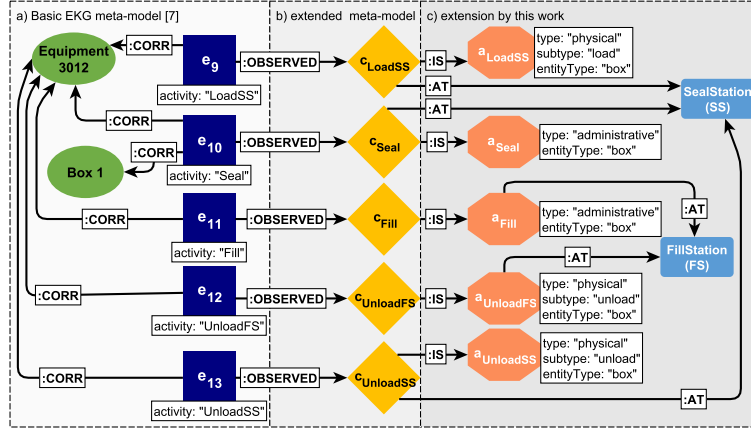 a) Basic EKG meta-model [7]
b) extended meta-model
c) extension by this work
Equipment
3012
:CORR
e9
activity: "LoadSS"
:OBSERVED
cLoadSS
:IS
aLoadSS
type: "physical"
subtype: "load"
entityType: "box"
:AT
SealStation
(SS)
:AT
:CORR
Box 1
:CORR
e10
activity: "Seal"
:OBSERVED
cSeal
:IS
aSeal
type: "administrative"
entityType: "box"
:CORR
e11
activity: "Fill"
:OBSERVED
cFill
:IS
aFill
type: "administrative"
entityType: "box"
:AT
FillStation
(FS)
:AT
:CORR
e12
activity: "UnloadFS"
:OBSERVED
cUnloadFS
:IS
aUnloadFS
type: "physical"
subtype: "unload"
entityType: "box"
:CORR
e13
activity: "UnloadSS"
:OBSERVED
cUnloadSS
:IS
aUnloadSS
type: "physical"
subtype: "unload"
entityType: "box"
:AT